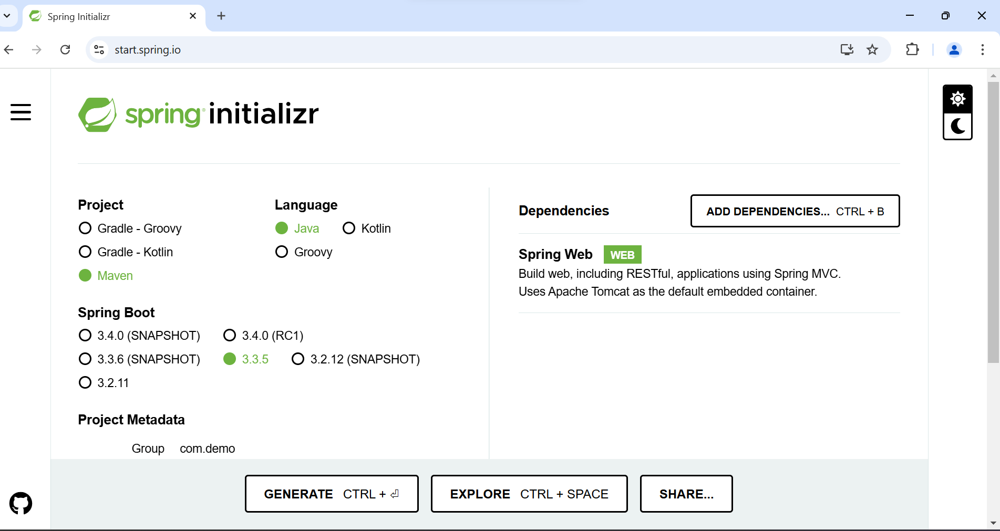 Spring Initializr
start.spring.io
spring® initializr
Project
Language
Gradle - Groovy
Java
Kotlin
Gradle - Kotlin
Groovy
Maven
Spring Boot
3.4.0 (SNAPSHOT)
3.4.0 (RC1)
3.3.6 (SNAPSHOT)
3.3.5
3.2.12 (SNAPSHOT)
3.2.11
Project Metadata
Group com.demo
Dependencies
ADD DEPENDENCIES... CTRL + B
Spring Web WEB
Build web, including RESTful, applications using Spring MVC.
Uses Apache Tomcat as the default embedded container.
GENERATE CTRL + ⏎
EXPLORE CTRL + SPACE
SHARE...